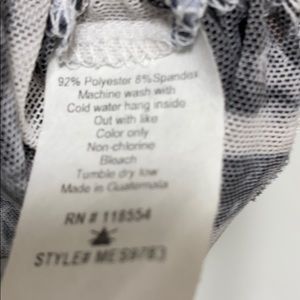 92% Polyester 8% Spandex
Machine wash with
Cold water hang inside
Out with like
Color only
Non-chlorine
Bleach
Tumble dry low
Made in Guatemala
RN # 118554
STYLE#